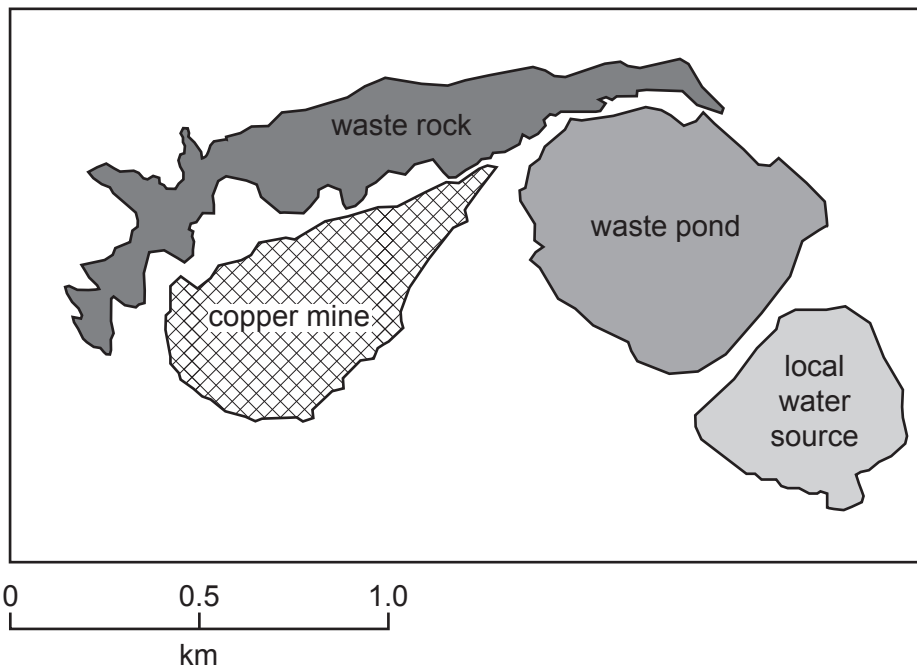 waste rock
waste pond
copper mine
local
water
source
0 0.5 1.0
km